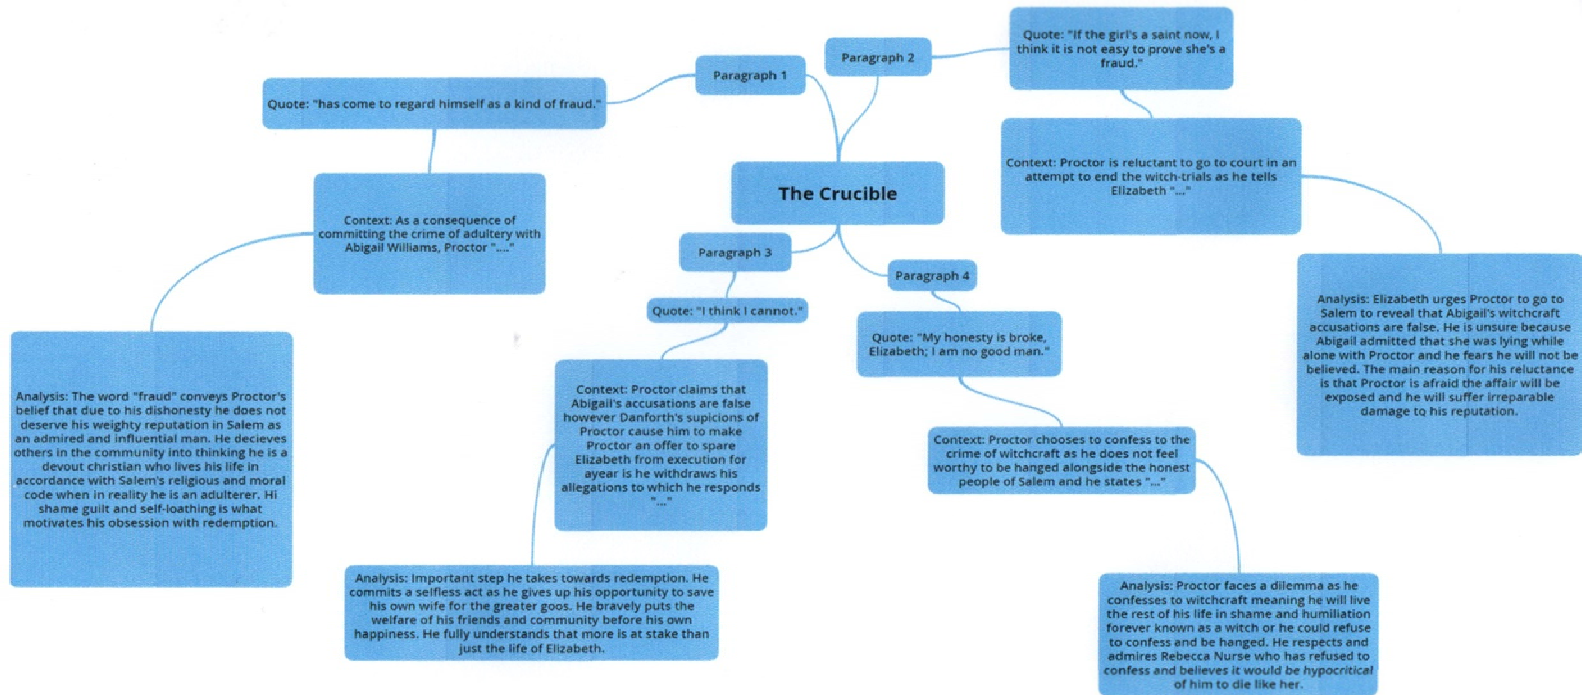 The Crucible
Paragraph 1
Quote: "has come to regard himself as a kind of fraud."
Context: As a consequence of
committing the crime of adultery with
Abigail Williams, Proctor "...."
Analysis: The word "fraud" conveys Proctor's
belief that due to his dishonesty he does not
deserve his weighty reputation in Salem as
an admired and influential man. He decieves
others in the community into thinking he is a
devout christian who lives his life in
accordance with Salem's religious and moral
code when in reality he is an adulterer. Hi
shame guilt and self-loathing is what
motivates his obsession with redemption.
Paragraph 2
Quote: "If the girl's a saint now, I
think it is not easy to prove she's a
fraud."
Context: Proctor is reluctant to go to court in an
attempt to end the witch-trials as he tells
Elizabeth "..."
Analysis: Elizabeth urges Proctor to go to
Salem to reveal that Abigail's witchcraft
accusations are false. He is unsure because
Abigail admitted that she was lying while
alone with Proctor and he fears he will not be
believed. The main reason for his reluctance
is that Proctor is afraid the affair will be
exposed and he will suffer irreparable
damage to his reputation.
Paragraph 3
Quote: "I think I cannot."
Context: Proctor claims that
Abigail's accusations are false
however Danforth's supicions of
Proctor cause him to make
Proctor an offer to spare
Elizabeth from execution for
ayear is he withdraws his
allegations to which he responds
"..."
Analysis: Important step he takes towards redemption. He
commits a selfless act as he gives up his opportunity to save
his own wife for the greater goos. He bravely puts the
welfare of his friends and community before his own
happiness. He fully understands that more is at stake than
just the life of Elizabeth.
Paragraph 4
Quote: "My honesty is broke,
Elizabeth; I am no good man."
Context: Proctor chooses to confess to the
crime of witchcraft as he does not feel
worthy to be hanged alongside the honest
people of Salem and he states "..."
Analysis: Proctor faces a dilemma as he
confesses to witchcraft meaning he will live
the rest of his life in shame and humiliation
forever known as a witch or he could refuse
to confess and be hanged. He respects and
admires Rebecca Nurse who has refused to
confess and believes it would be hypocritical
of him to die like her.